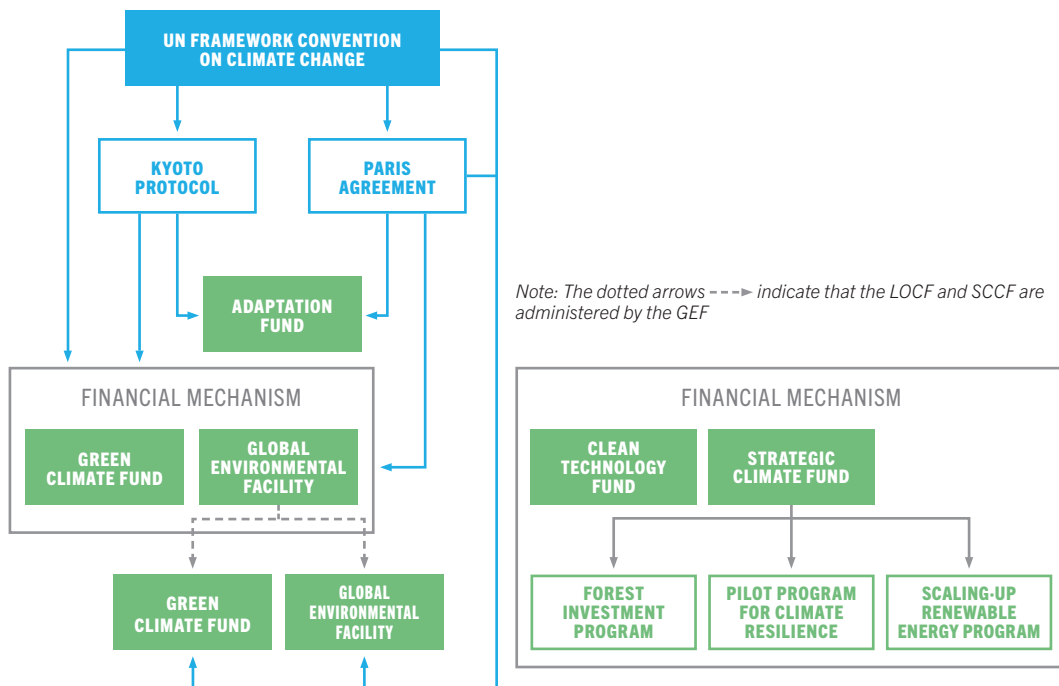 UN FRAMEWORK CONVENTION
ON CLIMATE CHANGE
KYOTO
PROTOCOL
PARIS
AGREEMENT
ADAPTATION
FUND
Note: The dotted arrows indicate that the LOCF and SCCF are
administered by the GEF
FINANCIAL MECHANISM
GREEN
CLIMATE FUND
GLOBAL
ENVIRONMENTAL
FACILITY
GREEN
CLIMATE FUND
GLOBAL
ENVIRONMENTAL
FACILITY
FINANCIAL MECHANISM
CLEAN
TECHNOLOGY
FUND
STRATEGIC
CLIMATE FUND
FOREST
INVESTMENT
PROGRAM
PILOT PROGRAM
FOR CLIMATE
RESILIENCE
SCALING-UP
RENEWABLE
ENERGY PROGRAM